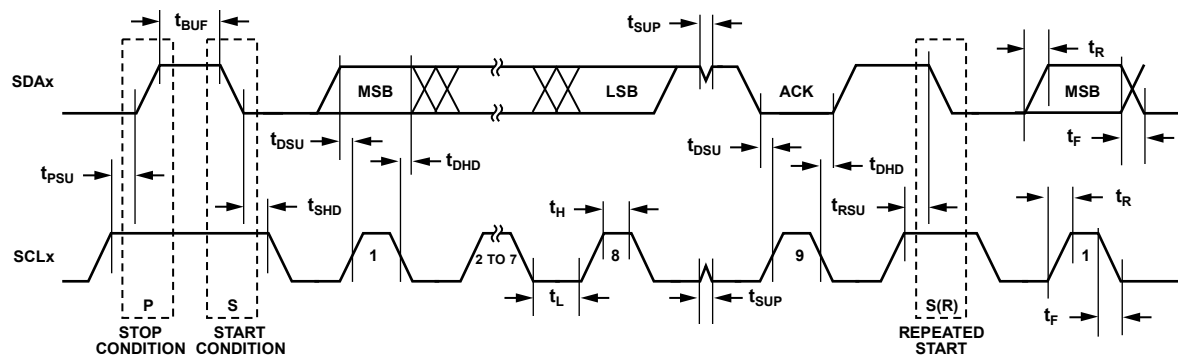 tBUF
tSUP
tR
SDAx
MSB
LSB
ACK
MSB
tDSU
tDHD
tDSU
tDHD
tF
tPSU
tSHD
tH
tRSU
tR
SCLx
1
2 TO 7
8
9
1
tL
tSUP
tF
P
S
S(R)
STOP
CONDITION
START
CONDITION
REPEATED
START